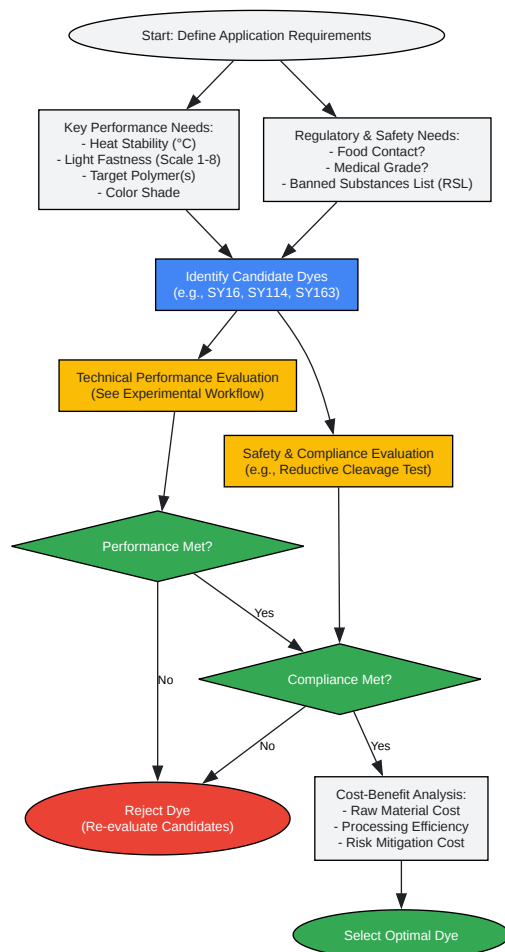 Start: Define Application Requirements
Key Performance Needs:
- Heat Stability (°C)
- Light Fastness (Scale 1-8)
- Target Polymer(s)
- Color Shade
Regulatory & Safety Needs:
- Food Contact?
- Medical Grade?
- Banned Substances List (RSL)
Identify Candidate Dyes
(e.g., SY16, SY114, SY163)
Technical Performance Evaluation
(See Experimental Workflow)
Safety & Compliance Evaluation
(e.g., Reductive Cleavage Test)
Performance Met?
Yes
No
Compliance Met?
No
Yes
Reject Dye
(Re-evaluate Candidates)
Cost-Benefit Analysis:
- Raw Material Cost
- Processing Efficiency
- Risk Mitigation Cost
Select Optimal Dye